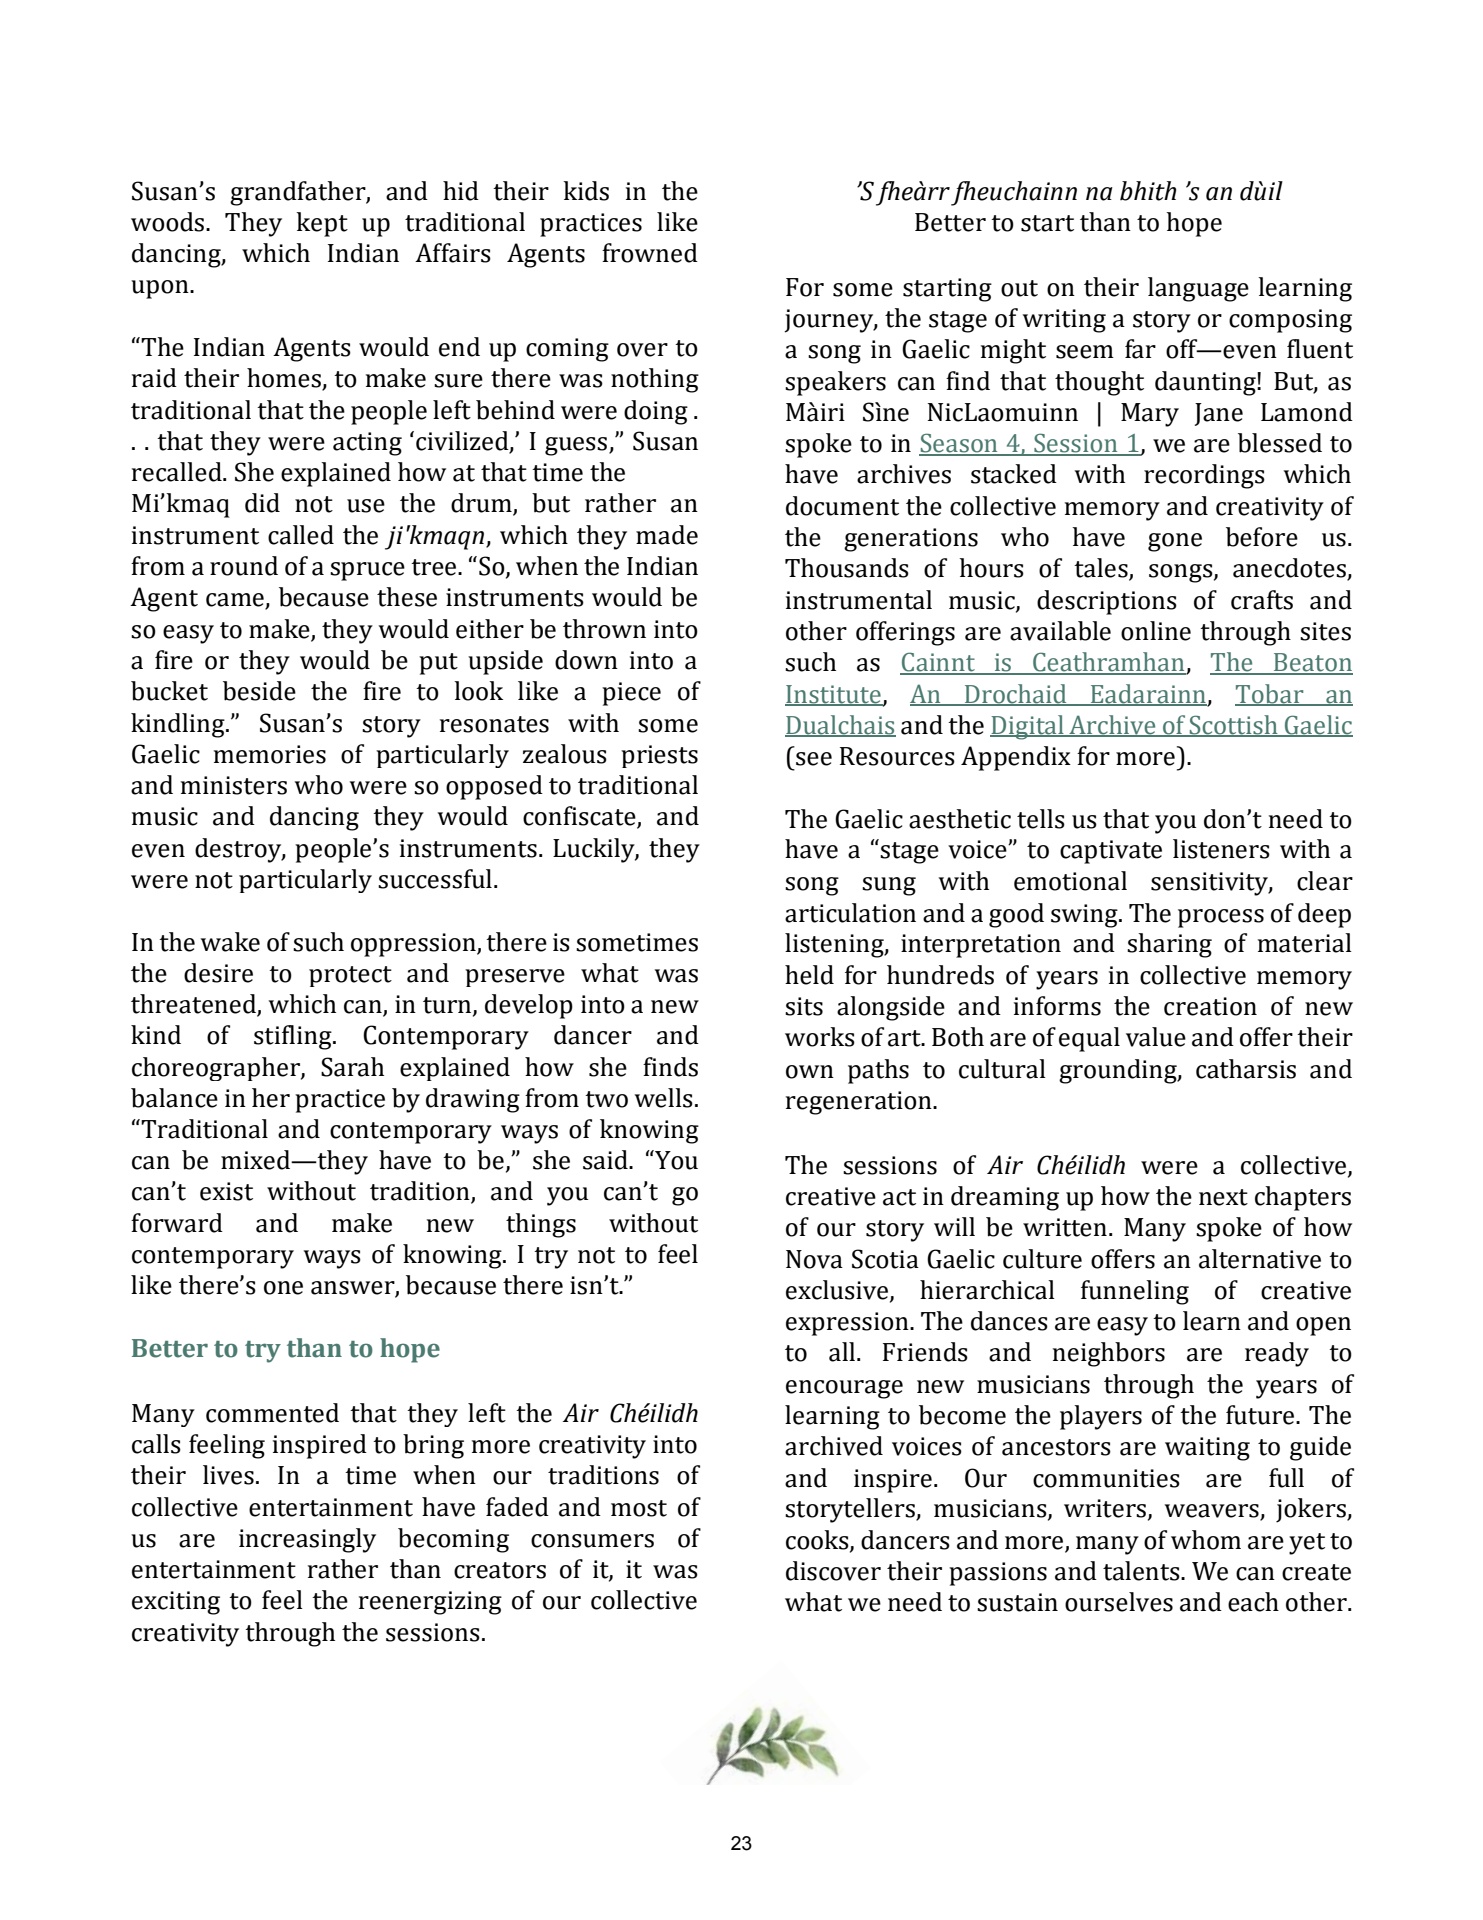 Susan’s grandfather, and hid their kids in the
woods. They kept up traditional practices like
dancing, which Indian Affairs Agents frowned
upon.
“The Indian Agents would end up coming over to
raid their homes, to make sure there was nothing
traditional that the people left behind were doing .
. . that they were acting ‘civilized,’ I guess,” Susan
recalled. She explained how at that time the
Mi’kmaq did not use the drum, but rather an
instrument called the ji'kmaqn, which they made
from a round of a spruce tree. “So, when the Indian
Agent came, because these instruments would be
so easy to make, they would either be thrown into
a fire or they would be put upside down into a
bucket beside the fire to look like a piece of
kindling.” Susan’s story resonates with some
Gaelic memories of particularly zealous priests
and ministers who were so opposed to traditional
music and dancing they would confiscate, and
even destroy, people’s instruments. Luckily, they
were not particularly successful.
In the wake of such oppression, there is sometimes
the desire to protect and preserve what was
threatened, which can, in turn, develop into a new
kind of stifling. Contemporary dancer and
choreographer, Sarah explained how she finds
balance in her practice by drawing from two wells.
“Traditional and contemporary ways of knowing
can be mixed—they have to be,” she said. “You
can’t exist without tradition, and you can’t go
forward and make new things without
contemporary ways of knowing. I try not to feel
like there’s one answer, because there isn’t.”
Better to try than to hope
Many commented that they left the Air Chéilidh
calls feeling inspired to bring more creativity into
their lives. In a time when our traditions of
collective entertainment have faded and most of
us are increasingly becoming consumers of
entertainment rather than creators of it, it was
exciting to feel the reenergizing of our collective
creativity through the sessions.
’S fheàrr fheuchainn na bhith ’s an dùil
Better to start than to hope
For some starting out on their language learning
journey, the stage of writing a story or composing
a song in Gaelic might seem far off—even fluent
speakers can find that thought daunting! But, as
Màiri Sìne NicLaomuinn | Mary Jane Lamond
spoke to in Season 4, Session 1, we are blessed to
have archives stacked with recordings which
document the collective memory and creativity of
the generations who have gone before us.
Thousands of hours of tales, songs, anecdotes,
instrumental music, descriptions of crafts and
other offerings are available online through sites
such as Cainnt is Ceathramhan, The Beaton
Institute, An Drochaid Eadarainn, Tobar an
Dualchais and the Digital Archive of Scottish Gaelic
(see Resources Appendix for more).
The Gaelic aesthetic tells us that you don’t need to
have a “stage voice” to captivate listeners with a
song sung with emotional sensitivity, clear
articulation and a good swing. The process of deep
listening, interpretation and sharing of material
held for hundreds of years in collective memory
sits alongside and informs the creation of new
works of art. Both are of equal value and offer their
own paths to cultural grounding, catharsis and
regeneration.
The sessions of Air Chéilidh were a collective,
creative act in dreaming up how the next chapters
of our story will be written. Many spoke of how
Nova Scotia Gaelic culture offers an alternative to
exclusive, hierarchical funneling of creative
expression. The dances are easy to learn and open
to all. Friends and neighbors are ready to
encourage new musicians through the years of
learning to become the players of the future. The
archived voices of ancestors are waiting to guide
and inspire. Our communities are full of
storytellers, musicians, writers, weavers, jokers,
cooks, dancers and more, many of whom are yet to
discover their passions and talents. We can create
what we need to sustain ourselves and each other.
23